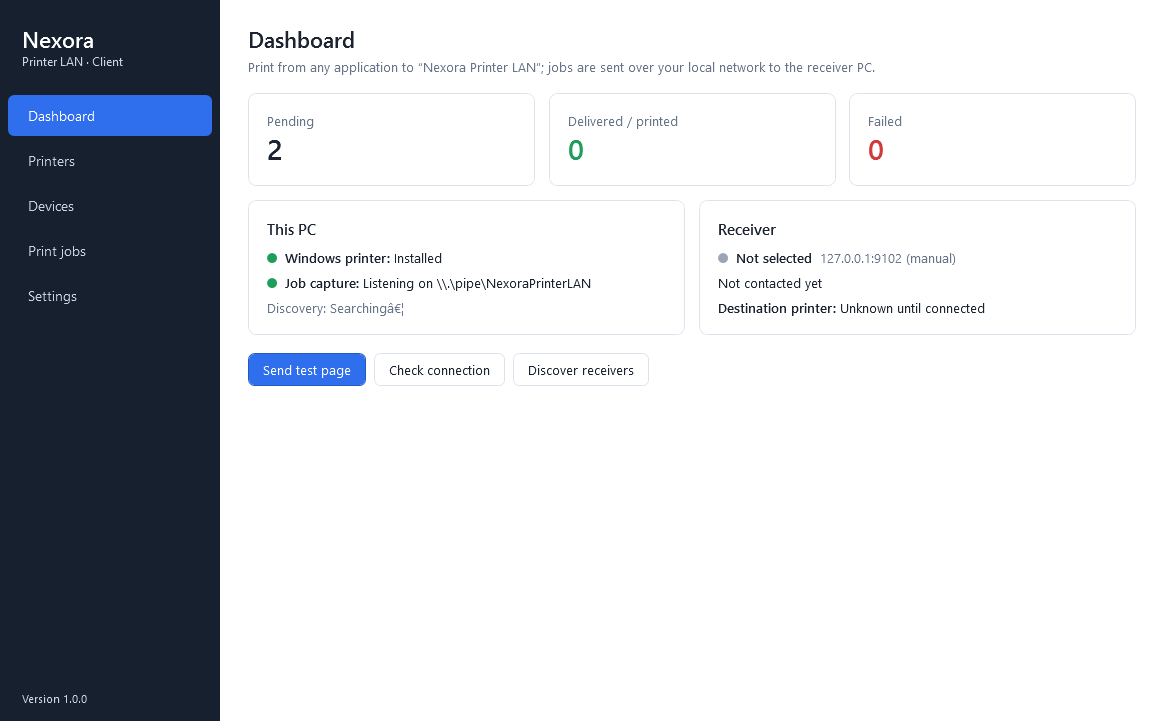 Nexora
Printer LAN · Client
Dashboard
Printers
Devices
Print jobs
Settings
Version 1.0.0
Dashboard
Print from any application to “Nexora Printer LAN”; jobs are sent over your local network to the receiver PC.
Pending
2
Delivered / printed
0
Failed
0
This PC
Windows printer: Installed
Job capture: Listening on \\.\pipe\NexoraPrinterLAN
Discovery: Searchingâ€¦
Receiver
Not selected 127.0.0.1:9102 (manual)
Not contacted yet
Destination printer: Unknown until connected
Send test page
Check connection
Discover receivers